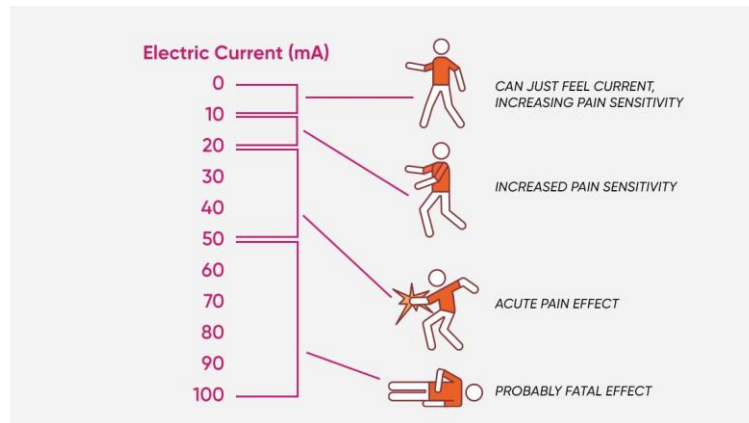 Electric Current (mA)
0
10
20
30
40
50
60
70
80
90
100
CAN JUST FEEL CURRENT,
INCREASING PAIN SENSITIVITY
INCREASED PAIN SENSITIVITY
ACUTE PAIN EFFECT
PROBABLY FATAL EFFECT